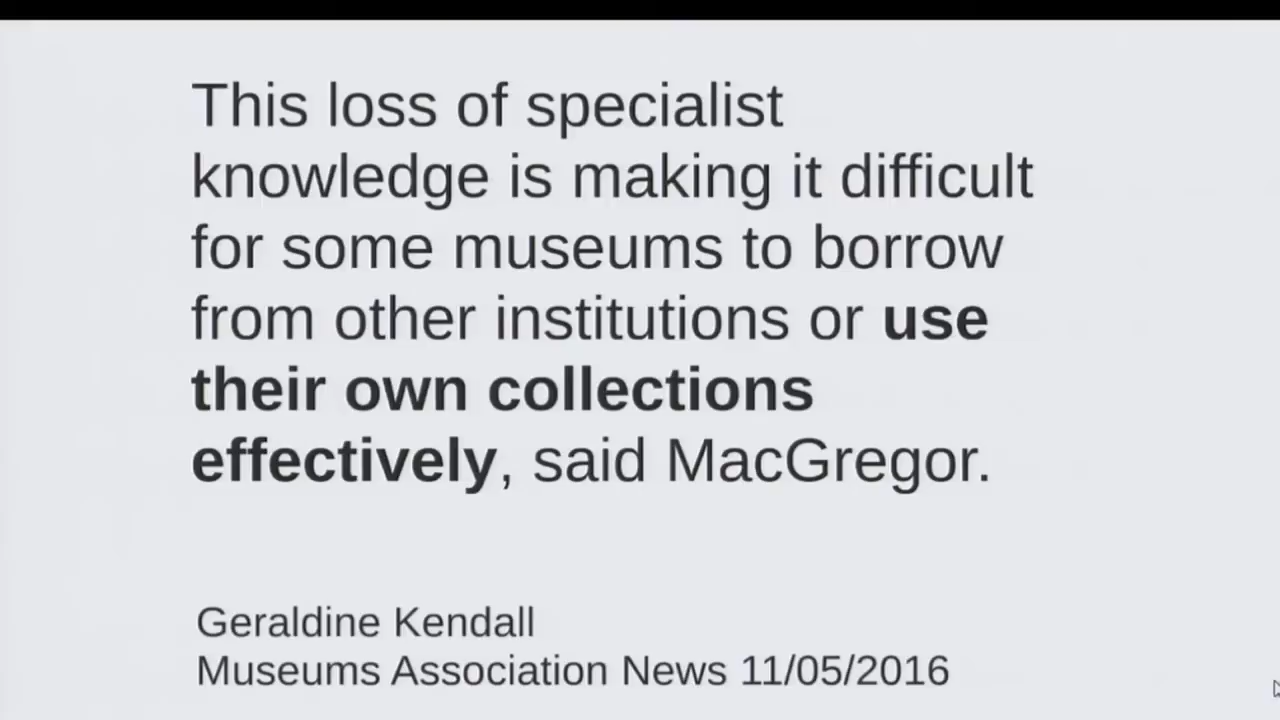 This loss of specialist
knowledge is making it difficult
for some museums to borrow
from other institutions or use
their own collections
effectively, said MacGregor.
Geraldine Kendall
Museums Association News 11/05/2016